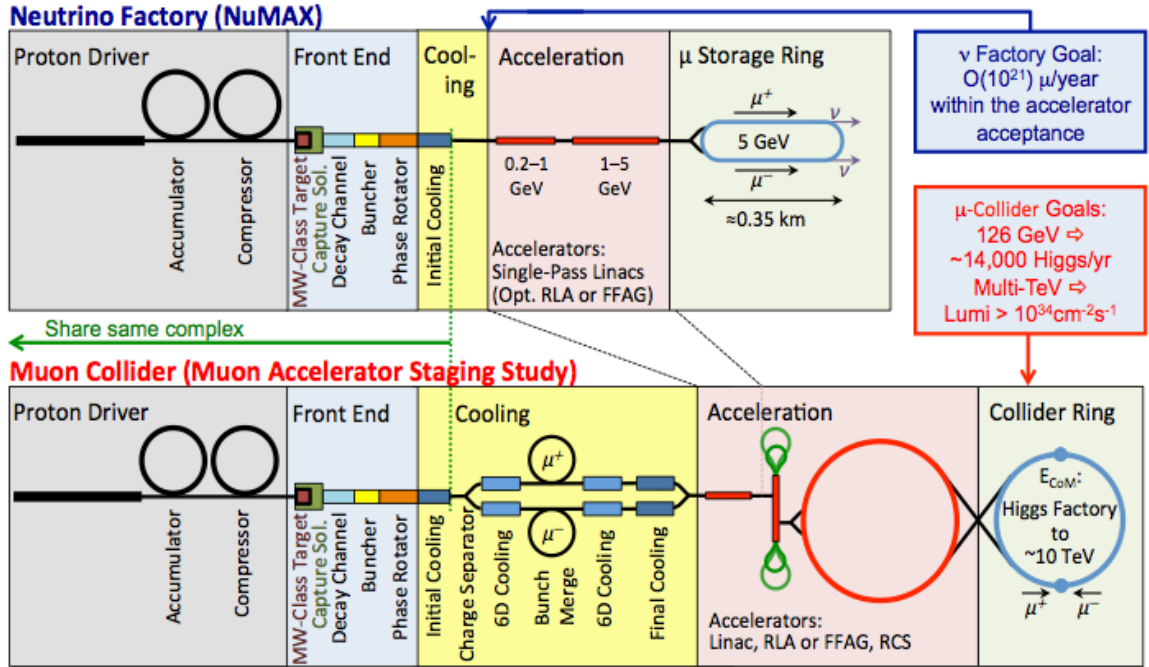 Neutrino Factory (NuMAX)
Proton Driver
Accumulator
Compressor
Front End
MW-Class Target
Capture Sol.
Decay Channel
Buncher
Phase Rotator
Cool-
ing
Initial Cooling
Acceleration
0.2–1
GeV
1–5
GeV
Accelerators:
Single-Pass Linacs
(Opt. RLA or FFAG)
μ Storage Ring
μ+
ν
5 GeV
μ−
ν
≈0.35 km
ν Factory Goal:
O(10²¹) μ/year
within the accelerator
acceptance
μ-Collider Goals:
126 GeV ⇨
~14,000 Higgs/yr
Multi-TeV ⇨
Lumi > 10³⁴cm⁻²s⁻¹
Share same complex
Muon Collider (Muon Accelerator Staging Study)
Proton Driver
Accumulator
Compressor
Front End
MW-Class Target
Capture Sol.
Decay Channel
Buncher
Phase Rotator
Cooling
Initial Cooling
Charge Separator
6D Cooling
μ+
μ−
Bunch
Merge
6D Cooling
Final Cooling
Acceleration
Accelerators:
Linac, RLA or FFAG, RCS
Collider Ring
ECoM:
Higgs Factory
to
~10 TeV
μ+ μ−